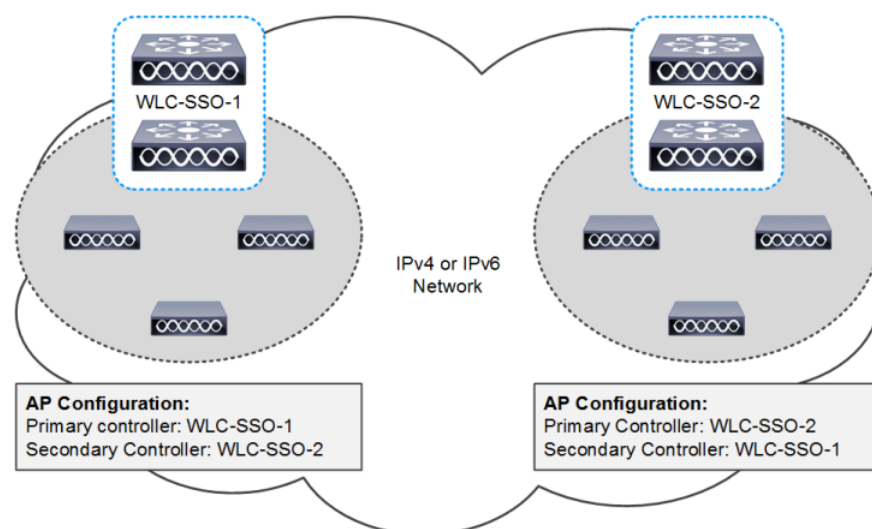 WLC-SSO-1
WLC-SSO-2
IPv4 or IPv6
Network
AP Configuration:
Primary controller: WLC-SSO-1
Secondary Controller: WLC-SSO-2
AP Configuration:
Primary Controller: WLC-SSO-2
Secondary Controller: WLC-SSO-1